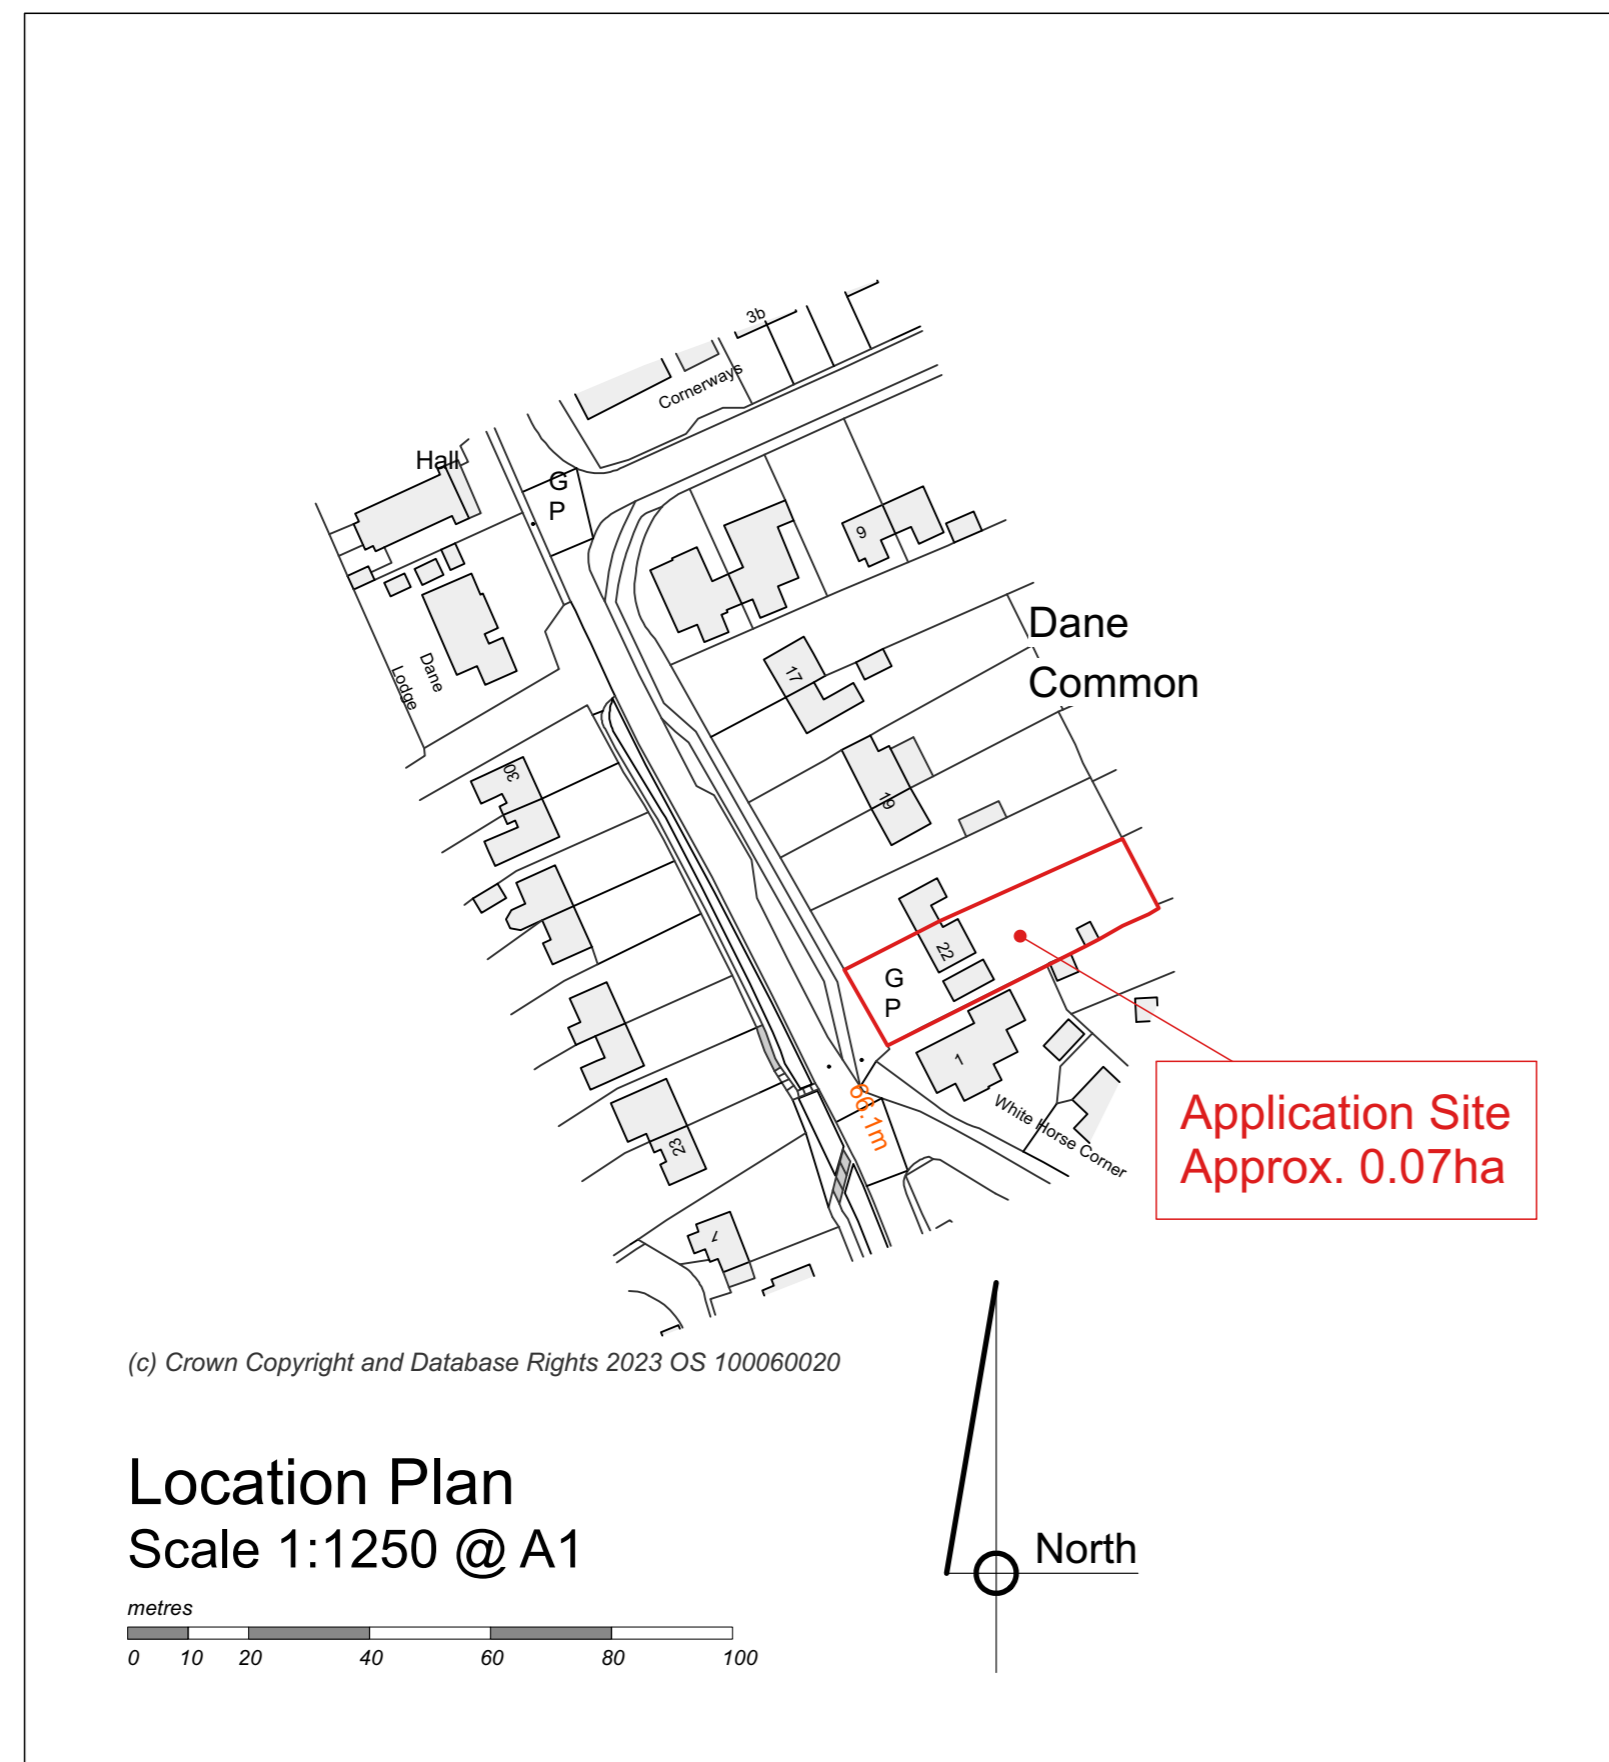 3b
Cornerways
Hall
G
P
9
Dane
Common
17
Dane
Lodge
30
19
22
G
P
1
66.1m
White Horse Corner
23
7
Application Site
Approx. 0.07ha
(c) Crown Copyright and Database Rights 2023 OS 100060020
Location Plan
Scale 1:1250 @ A1
North
metres
0 10 20 40 60 80 100